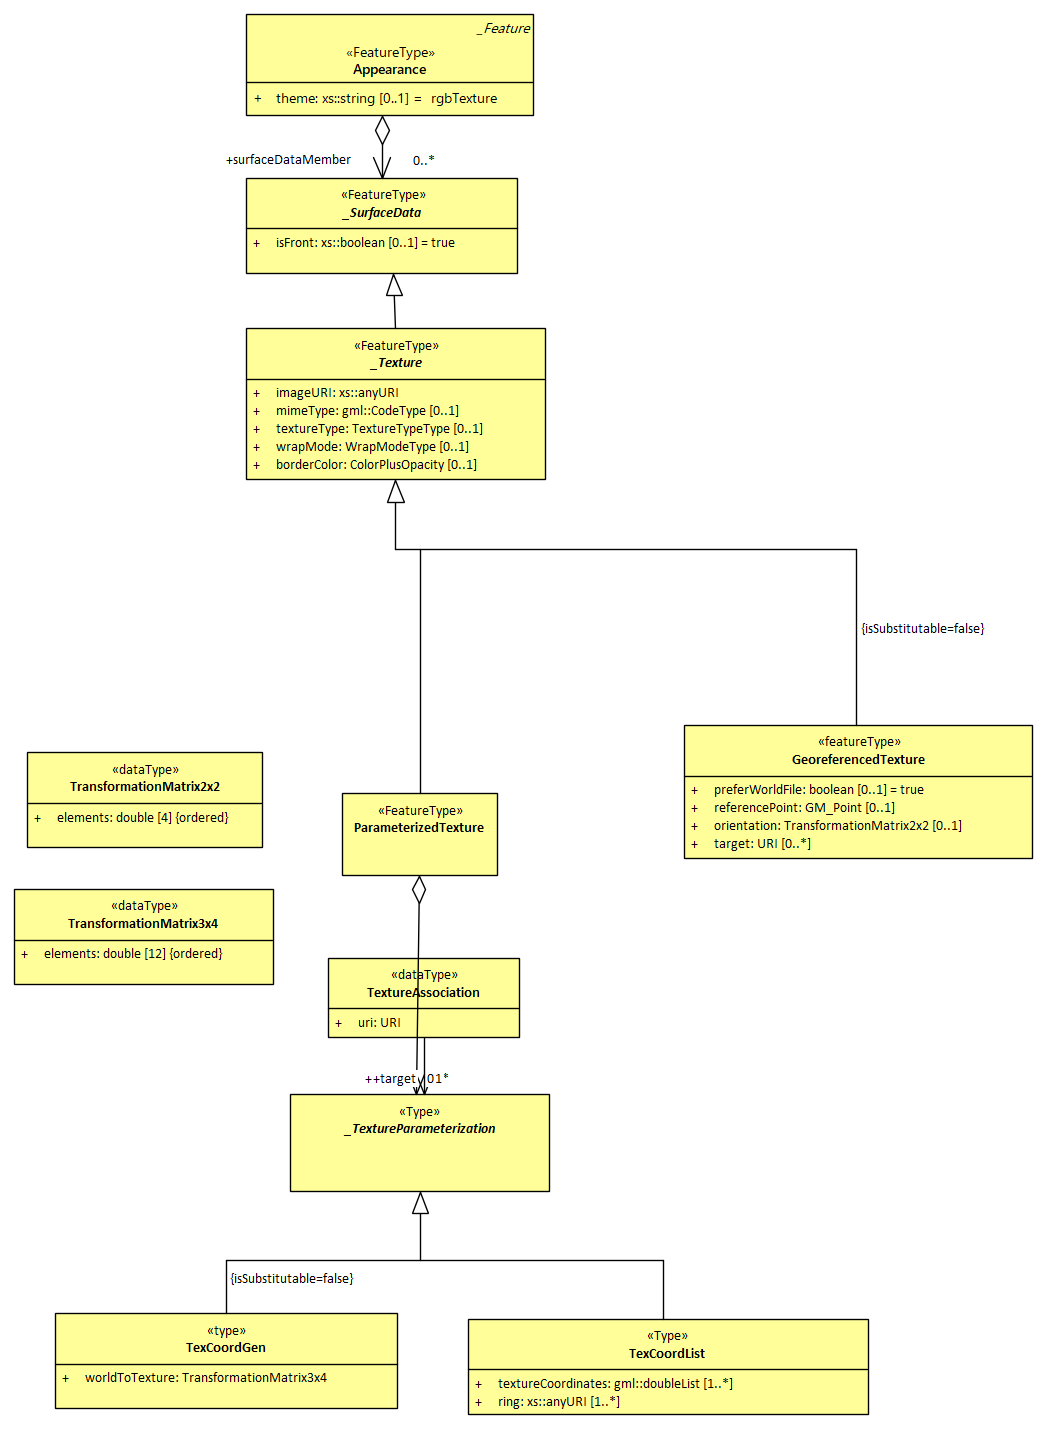 _Feature
«FeatureType»
Appearance
+ theme: xs::string [0..1] = rgbTexture
+surfaceDataMember 0..*
«FeatureType»
_SurfaceData
+ isFront: xs::boolean [0..1] = true
«FeatureType»
_Texture
+ imageURI: xs::anyURI
+ mimeType: gml::CodeType [0..1]
+ textureType: TextureTypeType [0..1]
+ wrapMode: WrapModeType [0..1]
+ borderColor: ColorPlusOpacity [0..1]
{isSubstitutable=false}
«featureType»
GeoreferencedTexture
+ preferWorldFile: boolean [0..1] = true
+ referencePoint: GM_Point [0..1]
+ orientation: TransformationMatrix2x2 [0..1]
+ target: URI [0..*]
«dataType»
TransformationMatrix2x2
+ elements: double [4] {ordered}
«FeatureType»
ParameterizedTexture
«dataType»
TransformationMatrix3x4
+ elements: double [12] {ordered}
«dataType»
TextureAssociation
+ uri: URI
++target 01*
«Type»
_TextureParameterization
{isSubstitutable=false}
«type»
TexCoordGen
+ worldToTexture: TransformationMatrix3x4
«Type»
TexCoordList
+ textureCoordinates: gml::doubleList [1..*]
+ ring: xs::anyURI [1..*]